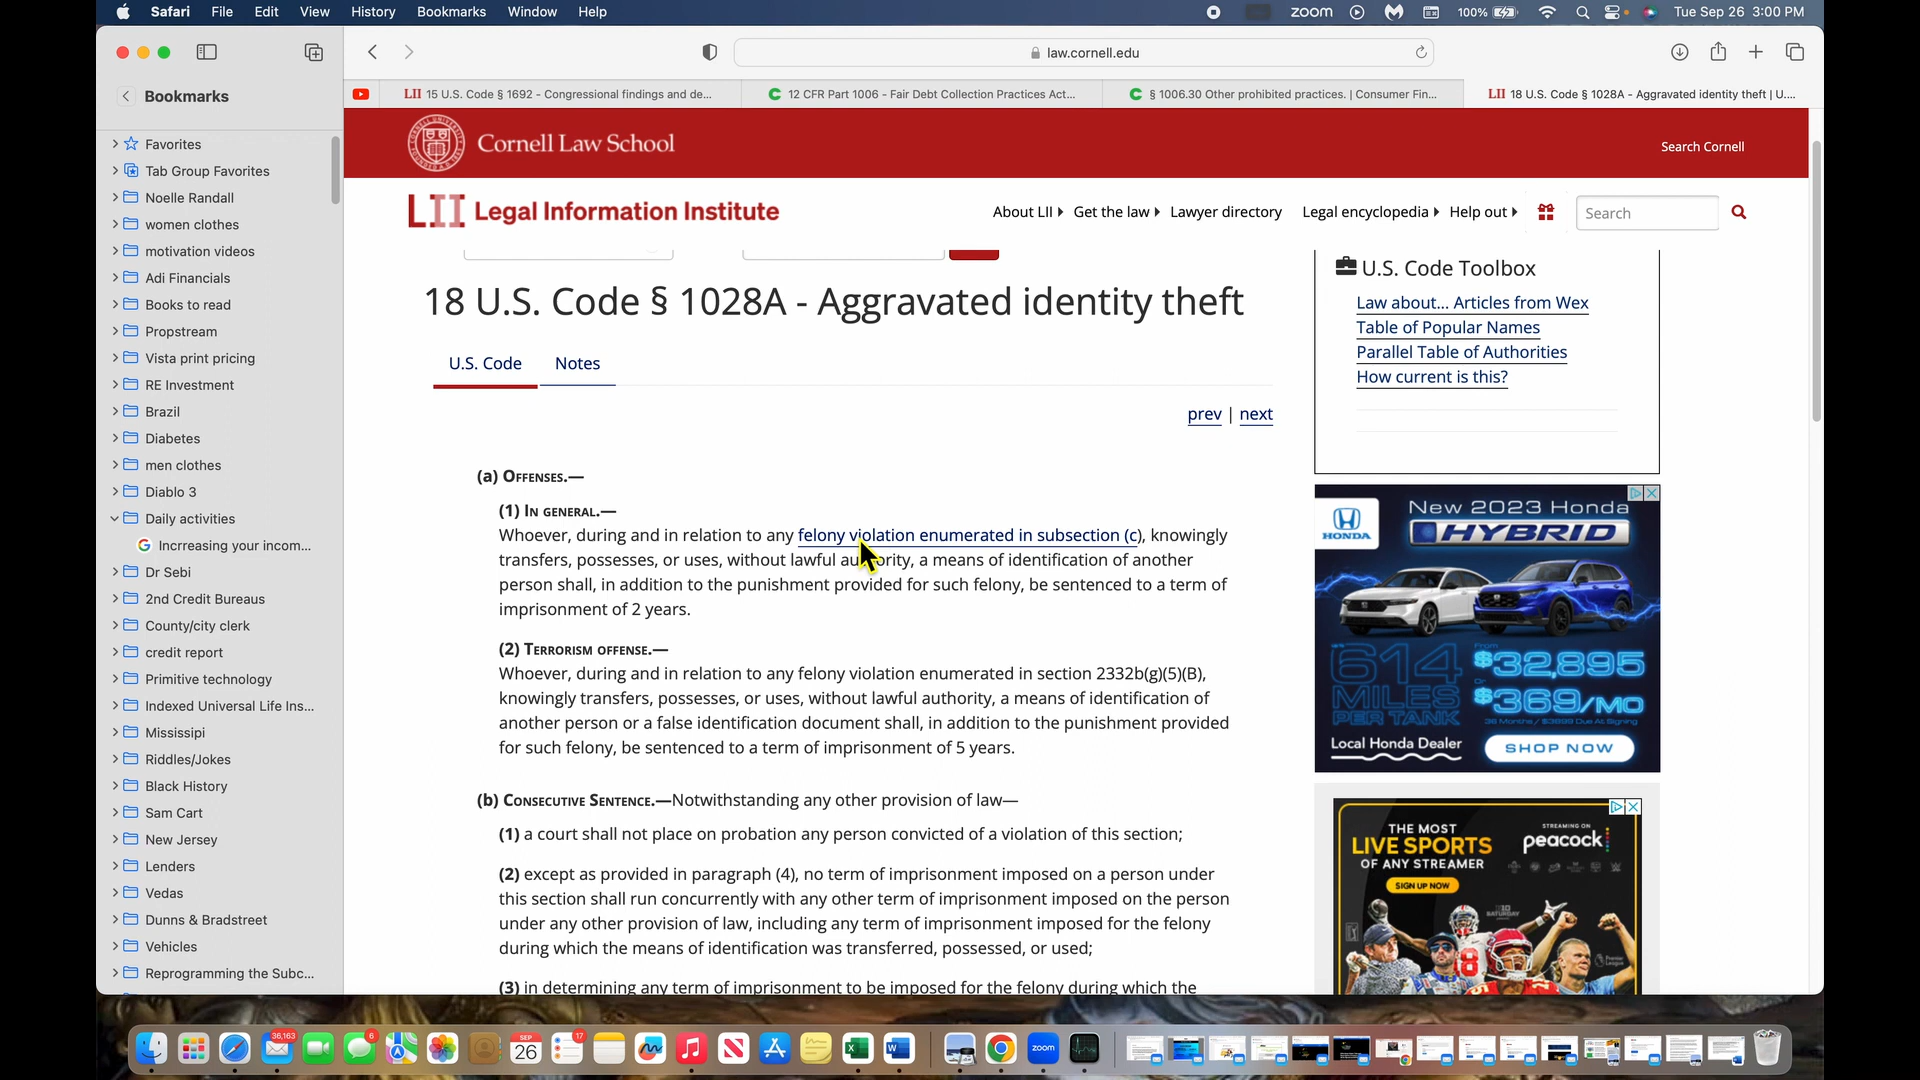 Safari File Edit View History Bookmarks Window Help
zoom 100% Tue Sep 26 3:00 PM
law.cornell.edu
Bookmarks
LII 15 U.S. Code § 1692 - Congressional findings and de...
12 CFR Part 1006 - Fair Debt Collection Practices Act...
§ 1006.30 Other prohibited practices. | Consumer Fin...
LII 18 U.S. Code § 1028A - Aggravated identity theft | U....
Favorites
Tab Group Favorites
Noelle Randall
women clothes
motivation videos
Adi Financials
Books to read
Propstream
Vista print pricing
RE Investment
Brazil
Diabetes
men clothes
Diablo 3
Daily activities
Incrreasing your incom...
Dr Sebi
2nd Credit Bureaus
County/city clerk
credit report
Primitive technology
Indexed Universal Life Ins...
Mississipi
Riddles/Jokes
Black History
Sam Cart
New Jersey
Lenders
Vedas
Dunns & Bradstreet
Vehicles
Reprogramming the Subc...
Cornell Law School
Search Cornell
LII Legal Information Institute
About LII Get the law Lawyer directory Legal encyclopedia Help out Search
18 U.S. Code § 1028A - Aggravated identity theft
U.S. Code Notes
prev | next
(a) Offenses.—
(1) In general.—
Whoever, during and in relation to any felony violation enumerated in subsection (c), knowingly
transfers, possesses, or uses, without lawful authority, a means of identification of another
person shall, in addition to the punishment provided for such felony, be sentenced to a term of
imprisonment of 2 years.
(2) Terrorism offense.—
Whoever, during and in relation to any felony violation enumerated in section 2332b(g)(5)(B),
knowingly transfers, possesses, or uses, without lawful authority, a means of identification of
another person or a false identification document shall, in addition to the punishment provided
for such felony, be sentenced to a term of imprisonment of 5 years.
(b) Consecutive Sentence.—Notwithstanding any other provision of law—
(1) a court shall not place on probation any person convicted of a violation of this section;
(2) except as provided in paragraph (4), no term of imprisonment imposed on a person under
this section shall run concurrently with any other term of imprisonment imposed on the person
under any other provision of law, including any term of imprisonment imposed for the felony
during which the means of identification was transferred, possessed, or used;
(3) in determining any term of imprisonment to be imposed for the felony during which the
U.S. Code Toolbox
Law about... Articles from Wex
Table of Popular Names
Parallel Table of Authorities
How current is this?
HONDA
New 2023 Honda
HYBRID
614
MILES
PER TANK
From
$32,895
$369/MO
36 Months / $3899 Due At Signing
Local Honda Dealer
SHOP NOW
THE MOST
LIVE SPORTS
OF ANY STREAMER
SIGN UP NOW
STREAMING ON
peacock
36,163
6
SEP
26
17
zoom